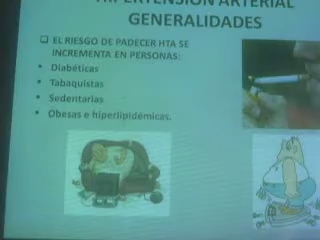 HIPERTENSIÓN ARTERIAL
GENERALIDADES
EL RIESGO DE PADECER HTA SE
INCREMENTA EN PERSONAS:
• Diabéticas
• Tabaquistas
• Sedentarias
• Obesas e hiperlipidémicas.